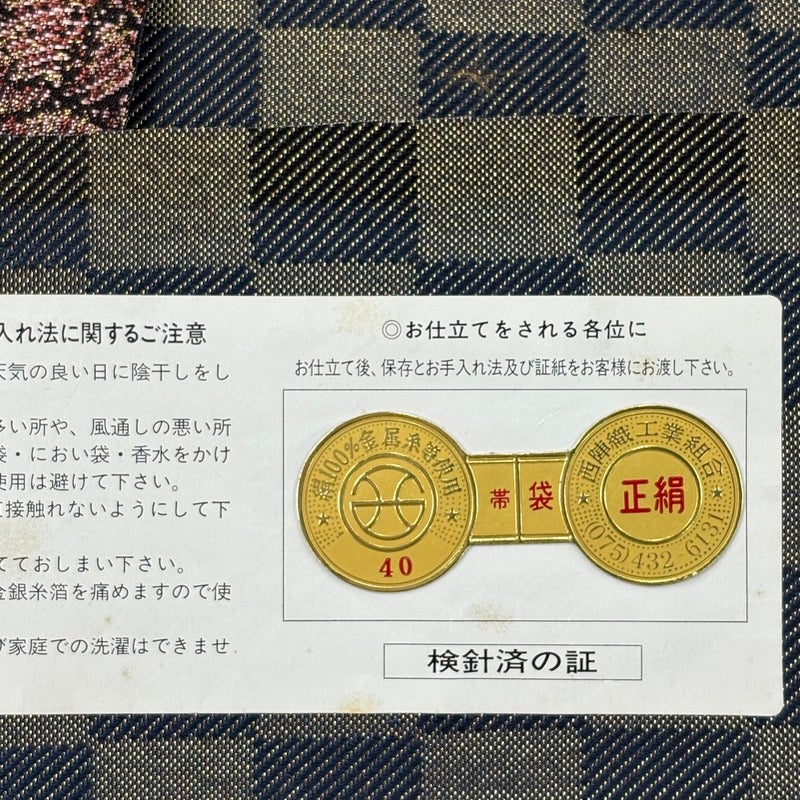 入れ法に関するご注意
天気の良い日に陰干しをし
多い所や、風通しの悪い所
袋・におい袋・香水をかけ
使用は避けて下さい。
直接触れないようにして下
てておしまい下さい。
金銀糸箔を痛めますので使
び家庭での洗濯はできませ
◎お仕立てをされる各位に
お仕立て後、保存とお手入れ法及び証紙をお客様にお渡し下さい。
★絹100%金属糸等使用★
40
帯袋
★西陣織工業組合★
正絹
(075)432-6131
検針済の証